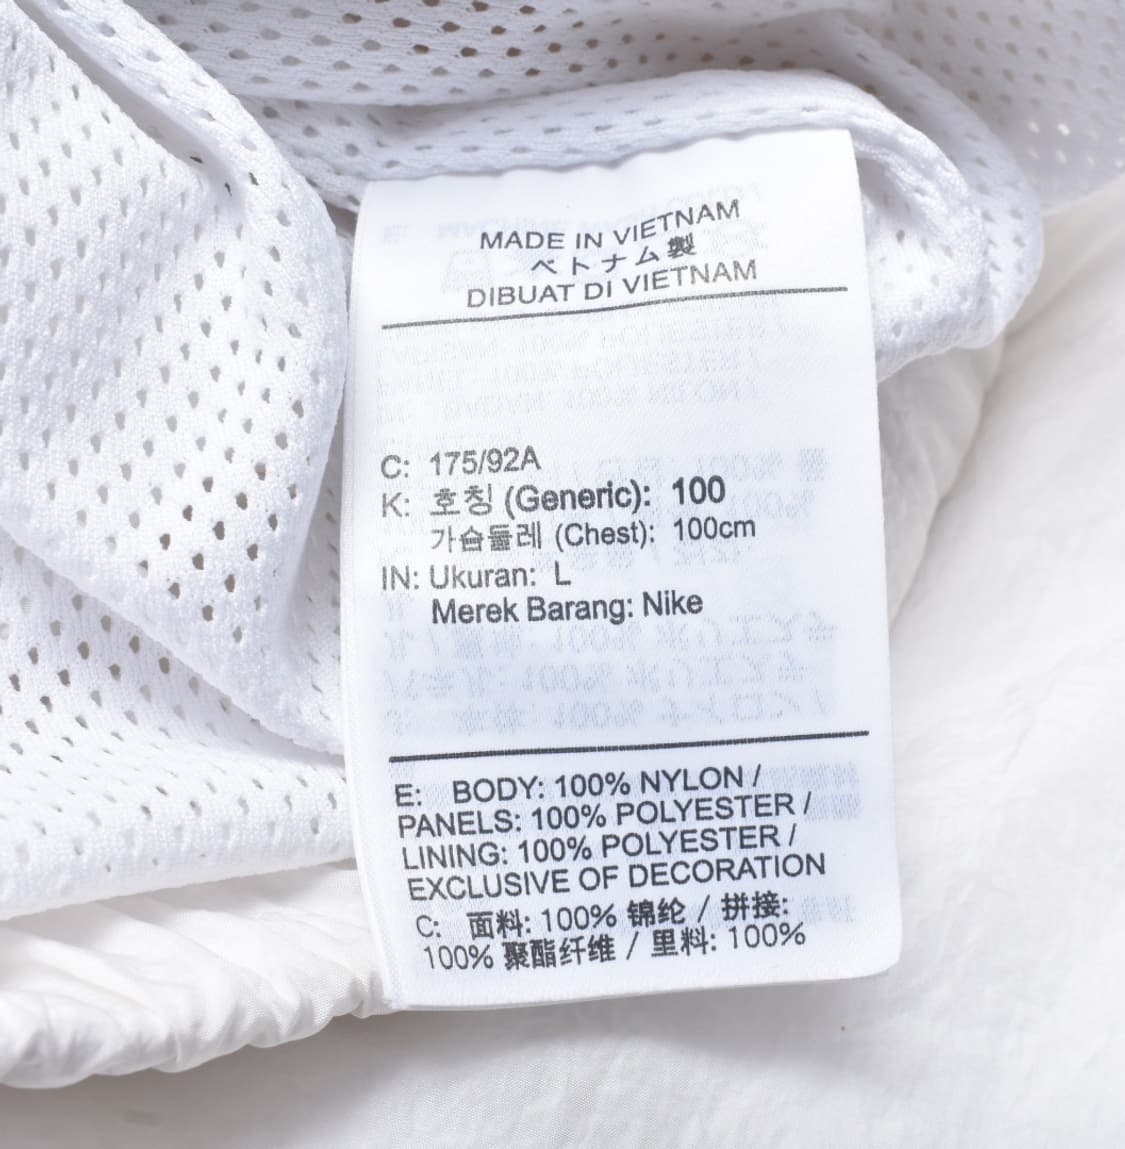 MADE IN VIETNAM
ベトナム製
DIBUAT DI VIETNAM
C: 175/92A
K: 호칭 (Generic): 100
가슴둘레 (Chest): 100cm
IN: Ukuran: L
Merek Barang: Nike
E: BODY: 100% NYLON /
PANELS: 100% POLYESTER /
LINING: 100% POLYESTER /
EXCLUSIVE OF DECORATION
C: 面料: 100% 锦纶 / 拼接:
100% 聚酯纤维 / 里料: 100%